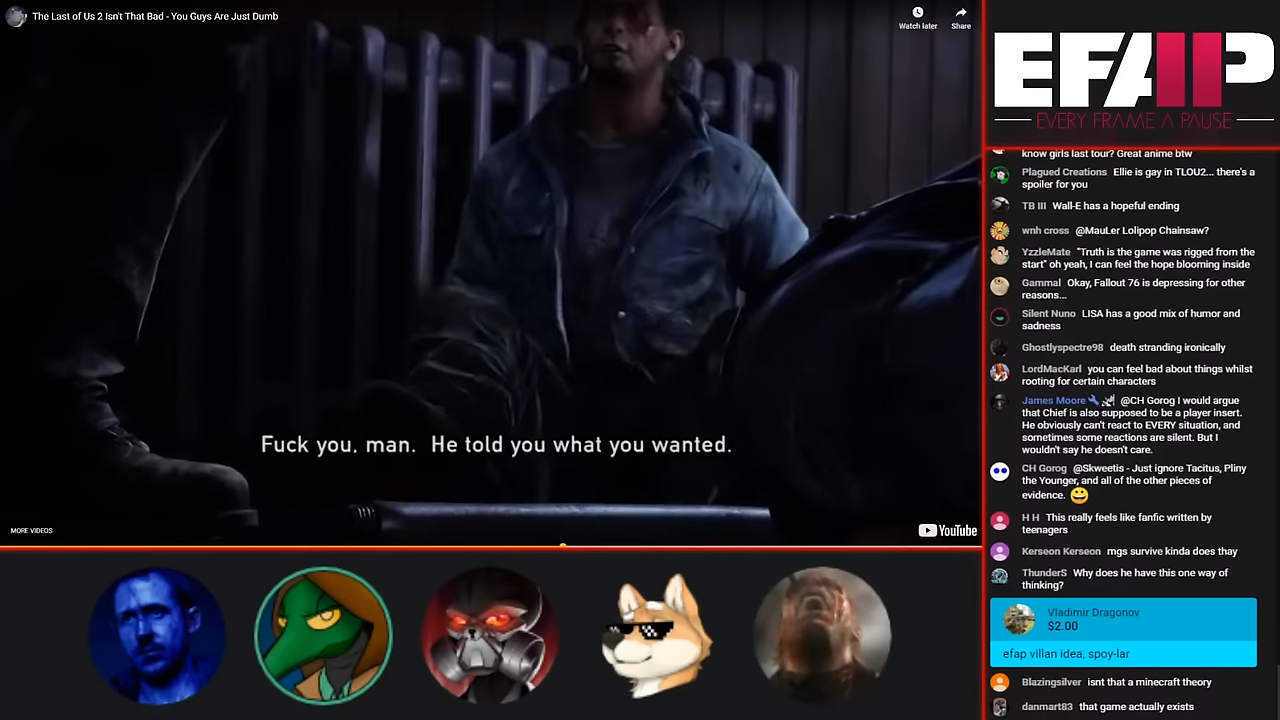 The Last of Us 2 Isn't That Bad - You Guys Are Just Dumb
Watch later
Share
Fuck you, man. He told you what you wanted.
MORE VIDEOS
YouTube
EFAP
EVERY FRAME A PAUSE
know girls last tour? Great anime btw
Plagued Creations Ellie is gay in TLOU2... there's a
spoiler for you
TB III Wall-E has a hopeful ending
wnh cross @MauLer Lolipop Chainsaw?
YzzleMate "Truth is the game was rigged from the
start" oh yeah, I can feel the hope blooming inside
Gammal Okay, Fallout 76 is depressing for other
reasons...
Silent Nuno LISA has a good mix of humor and
sadness
Ghostlyspectre98 death stranding ironically
LordMacKarl you can feel bad about things whilst
rooting for certain characters
James Moore @CH Gorog I would argue
that Chief is also supposed to be a player insert.
He obviously can't react to EVERY situation, and
sometimes some reactions are silent. But I
wouldn't say he doesn't care.
CH Gorog @Skweetis - Just ignore Tacitus, Pliny
the Younger, and all of the other pieces of
evidence. 😀
H H This really feels like fanfic written by
teenagers
Kerseon Kerseon mgs survive kinda does thay
ThunderS Why does he have this one way of
thinking?
Vladimir Dragonov
$2.00
efap villan idea, spoy-lar
Blazingsilver isnt that a minecraft theory
danmart83 that game actually exists